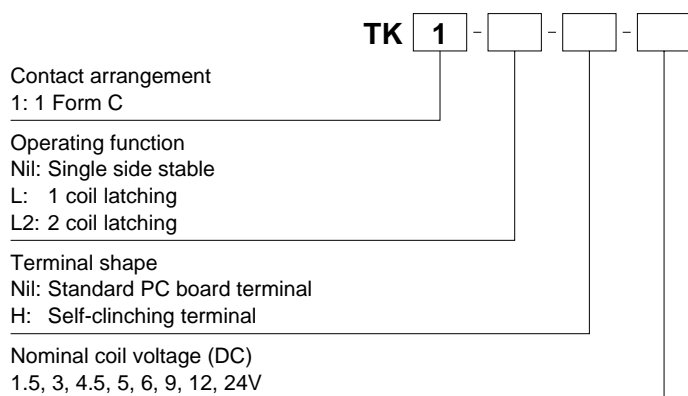 TK 1 - - -
Contact arrangement
1: 1 Form C
Operating function
Nil: Single side stable
L: 1 coil latching
L2: 2 coil latching
Terminal shape
Nil: Standard PC board terminal
H: Self-clinching terminal
Nominal coil voltage (DC)
1.5, 3, 4.5, 5, 6, 9, 12, 24V